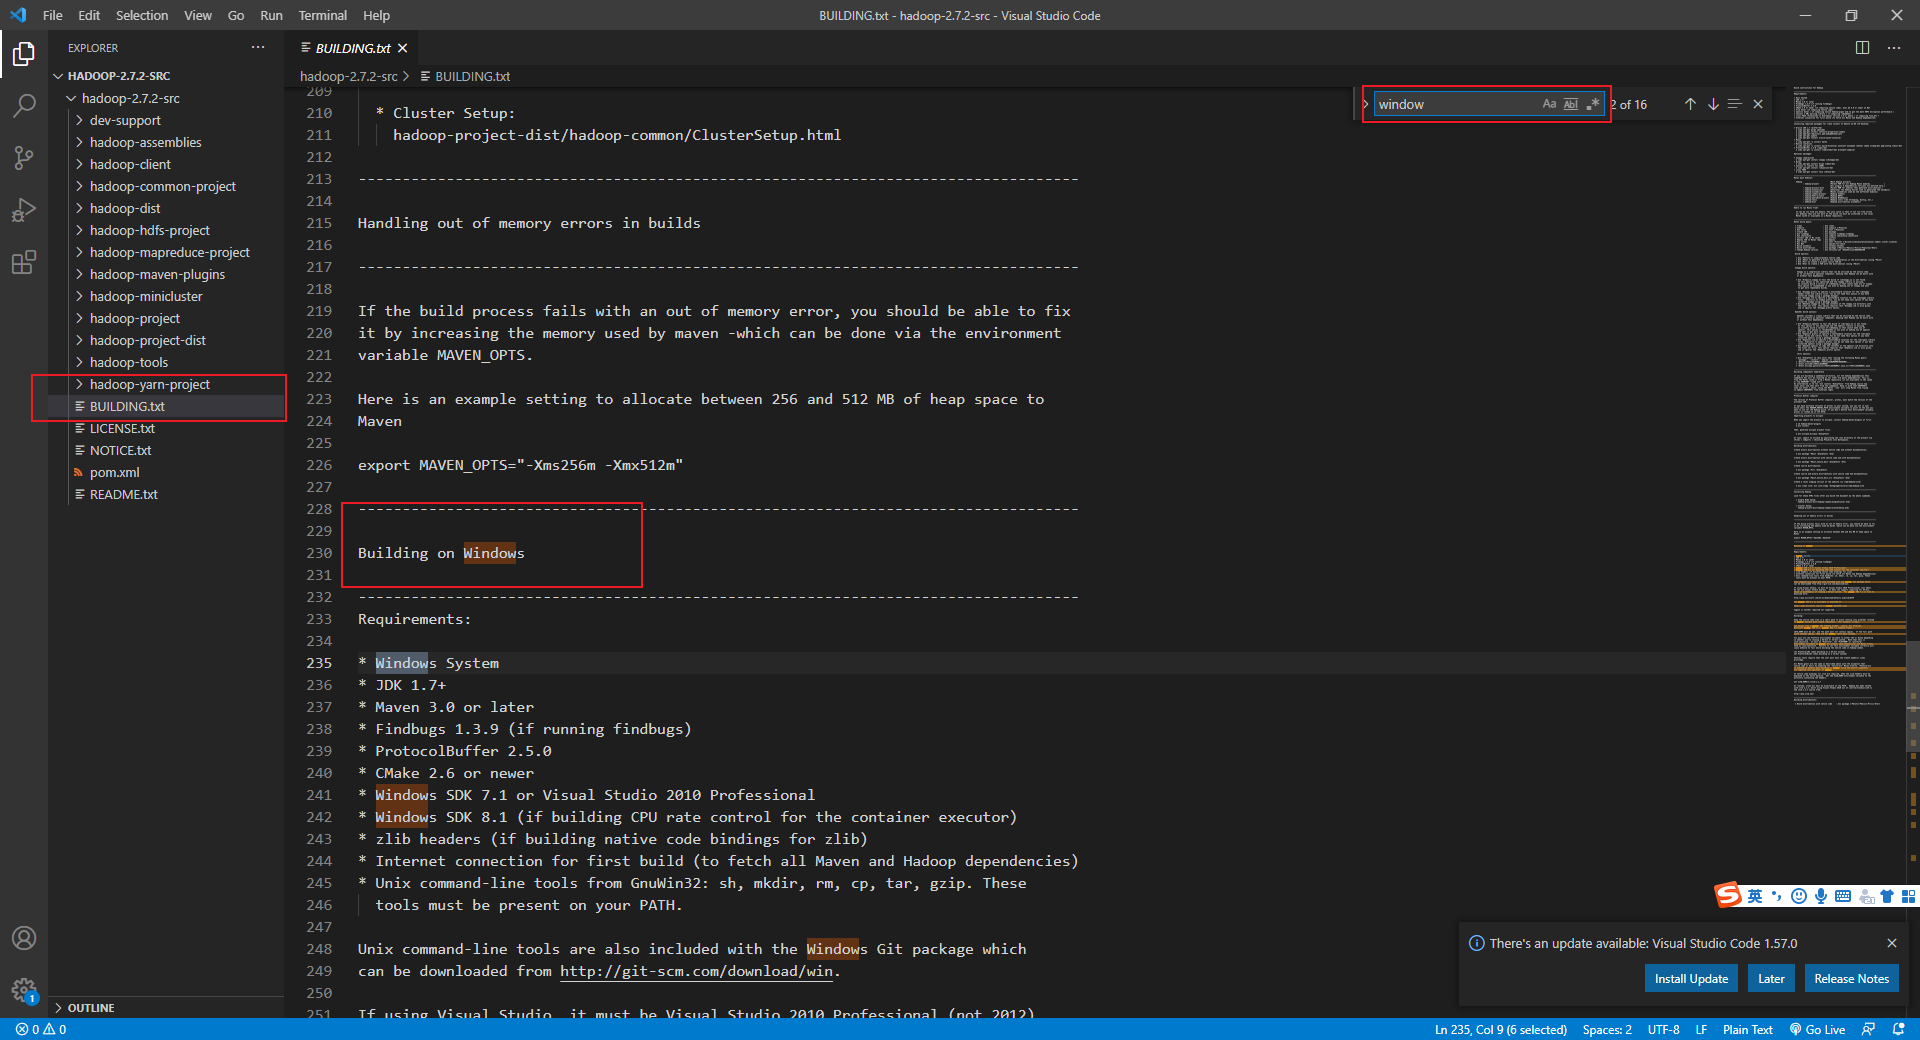 File Edit Selection View Go Run Terminal Help
BUILDING.txt - hadoop-2.7.2-src - Visual Studio Code
EXPLORER
HADOOP-2.7.2-SRC
hadoop-2.7.2-src
dev-support
hadoop-assemblies
hadoop-client
hadoop-common-project
hadoop-dist
hadoop-hdfs-project
hadoop-mapreduce-project
hadoop-maven-plugins
hadoop-minicluster
hadoop-project
hadoop-project-dist
hadoop-tools
hadoop-yarn-project
BUILDING.txt
LICENSE.txt
NOTICE.txt
pom.xml
README.txt
OUTLINE
1
BUILDING.txt
hadoop-2.7.2-src > BUILDING.txt
window Aa Abl .* 2 of 16
209
210 * Cluster Setup:
211 hadoop-project-dist/hadoop-common/ClusterSetup.html
212
213 ----------------------------------------------------------------------------------
214
215 Handling out of memory errors in builds
216
217 ----------------------------------------------------------------------------------
218
219 If the build process fails with an out of memory error, you should be able to fix
220 it by increasing the memory used by maven -which can be done via the environment
221 variable MAVEN_OPTS.
222
223 Here is an example setting to allocate between 256 and 512 MB of heap space to
224 Maven
225
226 export MAVEN_OPTS="-Xms256m -Xmx512m"
227
228 ----------------------------------------------------------------------------------
229
230 Building on Windows
231
232 ----------------------------------------------------------------------------------
233 Requirements:
234
235 * Windows System
236 * JDK 1.7+
237 * Maven 3.0 or later
238 * Findbugs 1.3.9 (if running findbugs)
239 * ProtocolBuffer 2.5.0
240 * CMake 2.6 or newer
241 * Windows SDK 7.1 or Visual Studio 2010 Professional
242 * Windows SDK 8.1 (if building CPU rate control for the container executor)
243 * zlib headers (if building native code bindings for zlib)
244 * Internet connection for first build (to fetch all Maven and Hadoop dependencies)
245 * Unix command-line tools from GnuWin32: sh, mkdir, rm, cp, tar, gzip. These
246 tools must be present on your PATH.
247
248 Unix command-line tools are also included with the Windows Git package which
249 can be downloaded from http://git-scm.com/download/win.
250
251 If using Visual Studio, it must be Visual Studio 2010 Professional (not 2012).
S 英
There's an update available: Visual Studio Code 1.57.0
Install Update Later Release Notes
0 0 Ln 235, Col 9 (6 selected) Spaces: 2 UTF-8 LF Plain Text Go Live